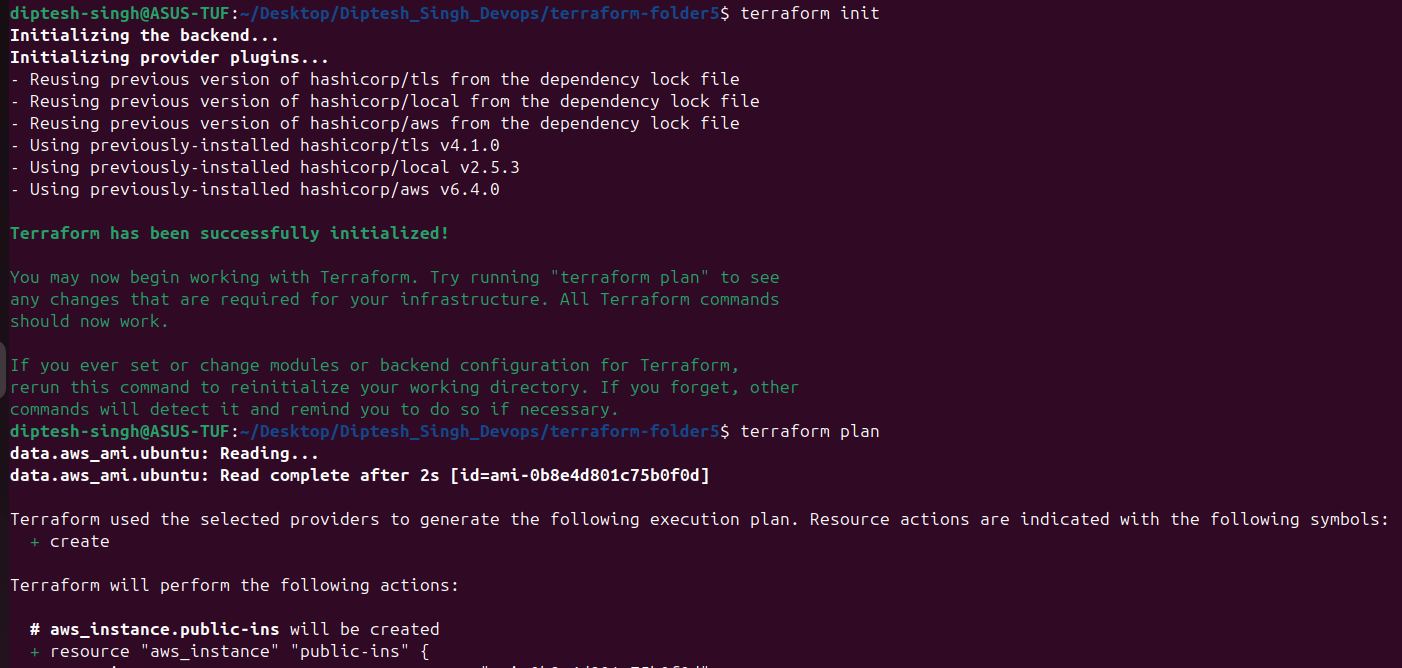 diptesh-singh@ASUS-TUF:~/Desktop/Diptesh_Singh_Devops/terraform-folder5$ terraform init
Initializing the backend...
Initializing provider plugins...
- Reusing previous version of hashicorp/tls from the dependency lock file
- Reusing previous version of hashicorp/local from the dependency lock file
- Reusing previous version of hashicorp/aws from the dependency lock file
- Using previously-installed hashicorp/tls v4.1.0
- Using previously-installed hashicorp/local v2.5.3
- Using previously-installed hashicorp/aws v6.4.0
Terraform has been successfully initialized!
You may now begin working with Terraform. Try running "terraform plan" to see
any changes that are required for your infrastructure. All Terraform commands
should now work.
If you ever set or change modules or backend configuration for Terraform,
rerun this command to reinitialize your working directory. If you forget, other
commands will detect it and remind you to do so if necessary.
diptesh-singh@ASUS-TUF:~/Desktop/Diptesh_Singh_Devops/terraform-folder5$ terraform plan
data.aws_ami.ubuntu: Reading...
data.aws_ami.ubuntu: Read complete after 2s [id=ami-0b8e4d801c75b0f0d]
Terraform used the selected providers to generate the following execution plan. Resource actions are indicated with the following symbols:
+ create
Terraform will perform the following actions:
# aws_instance.public-ins will be created
+ resource "aws_instance" "public-ins" {